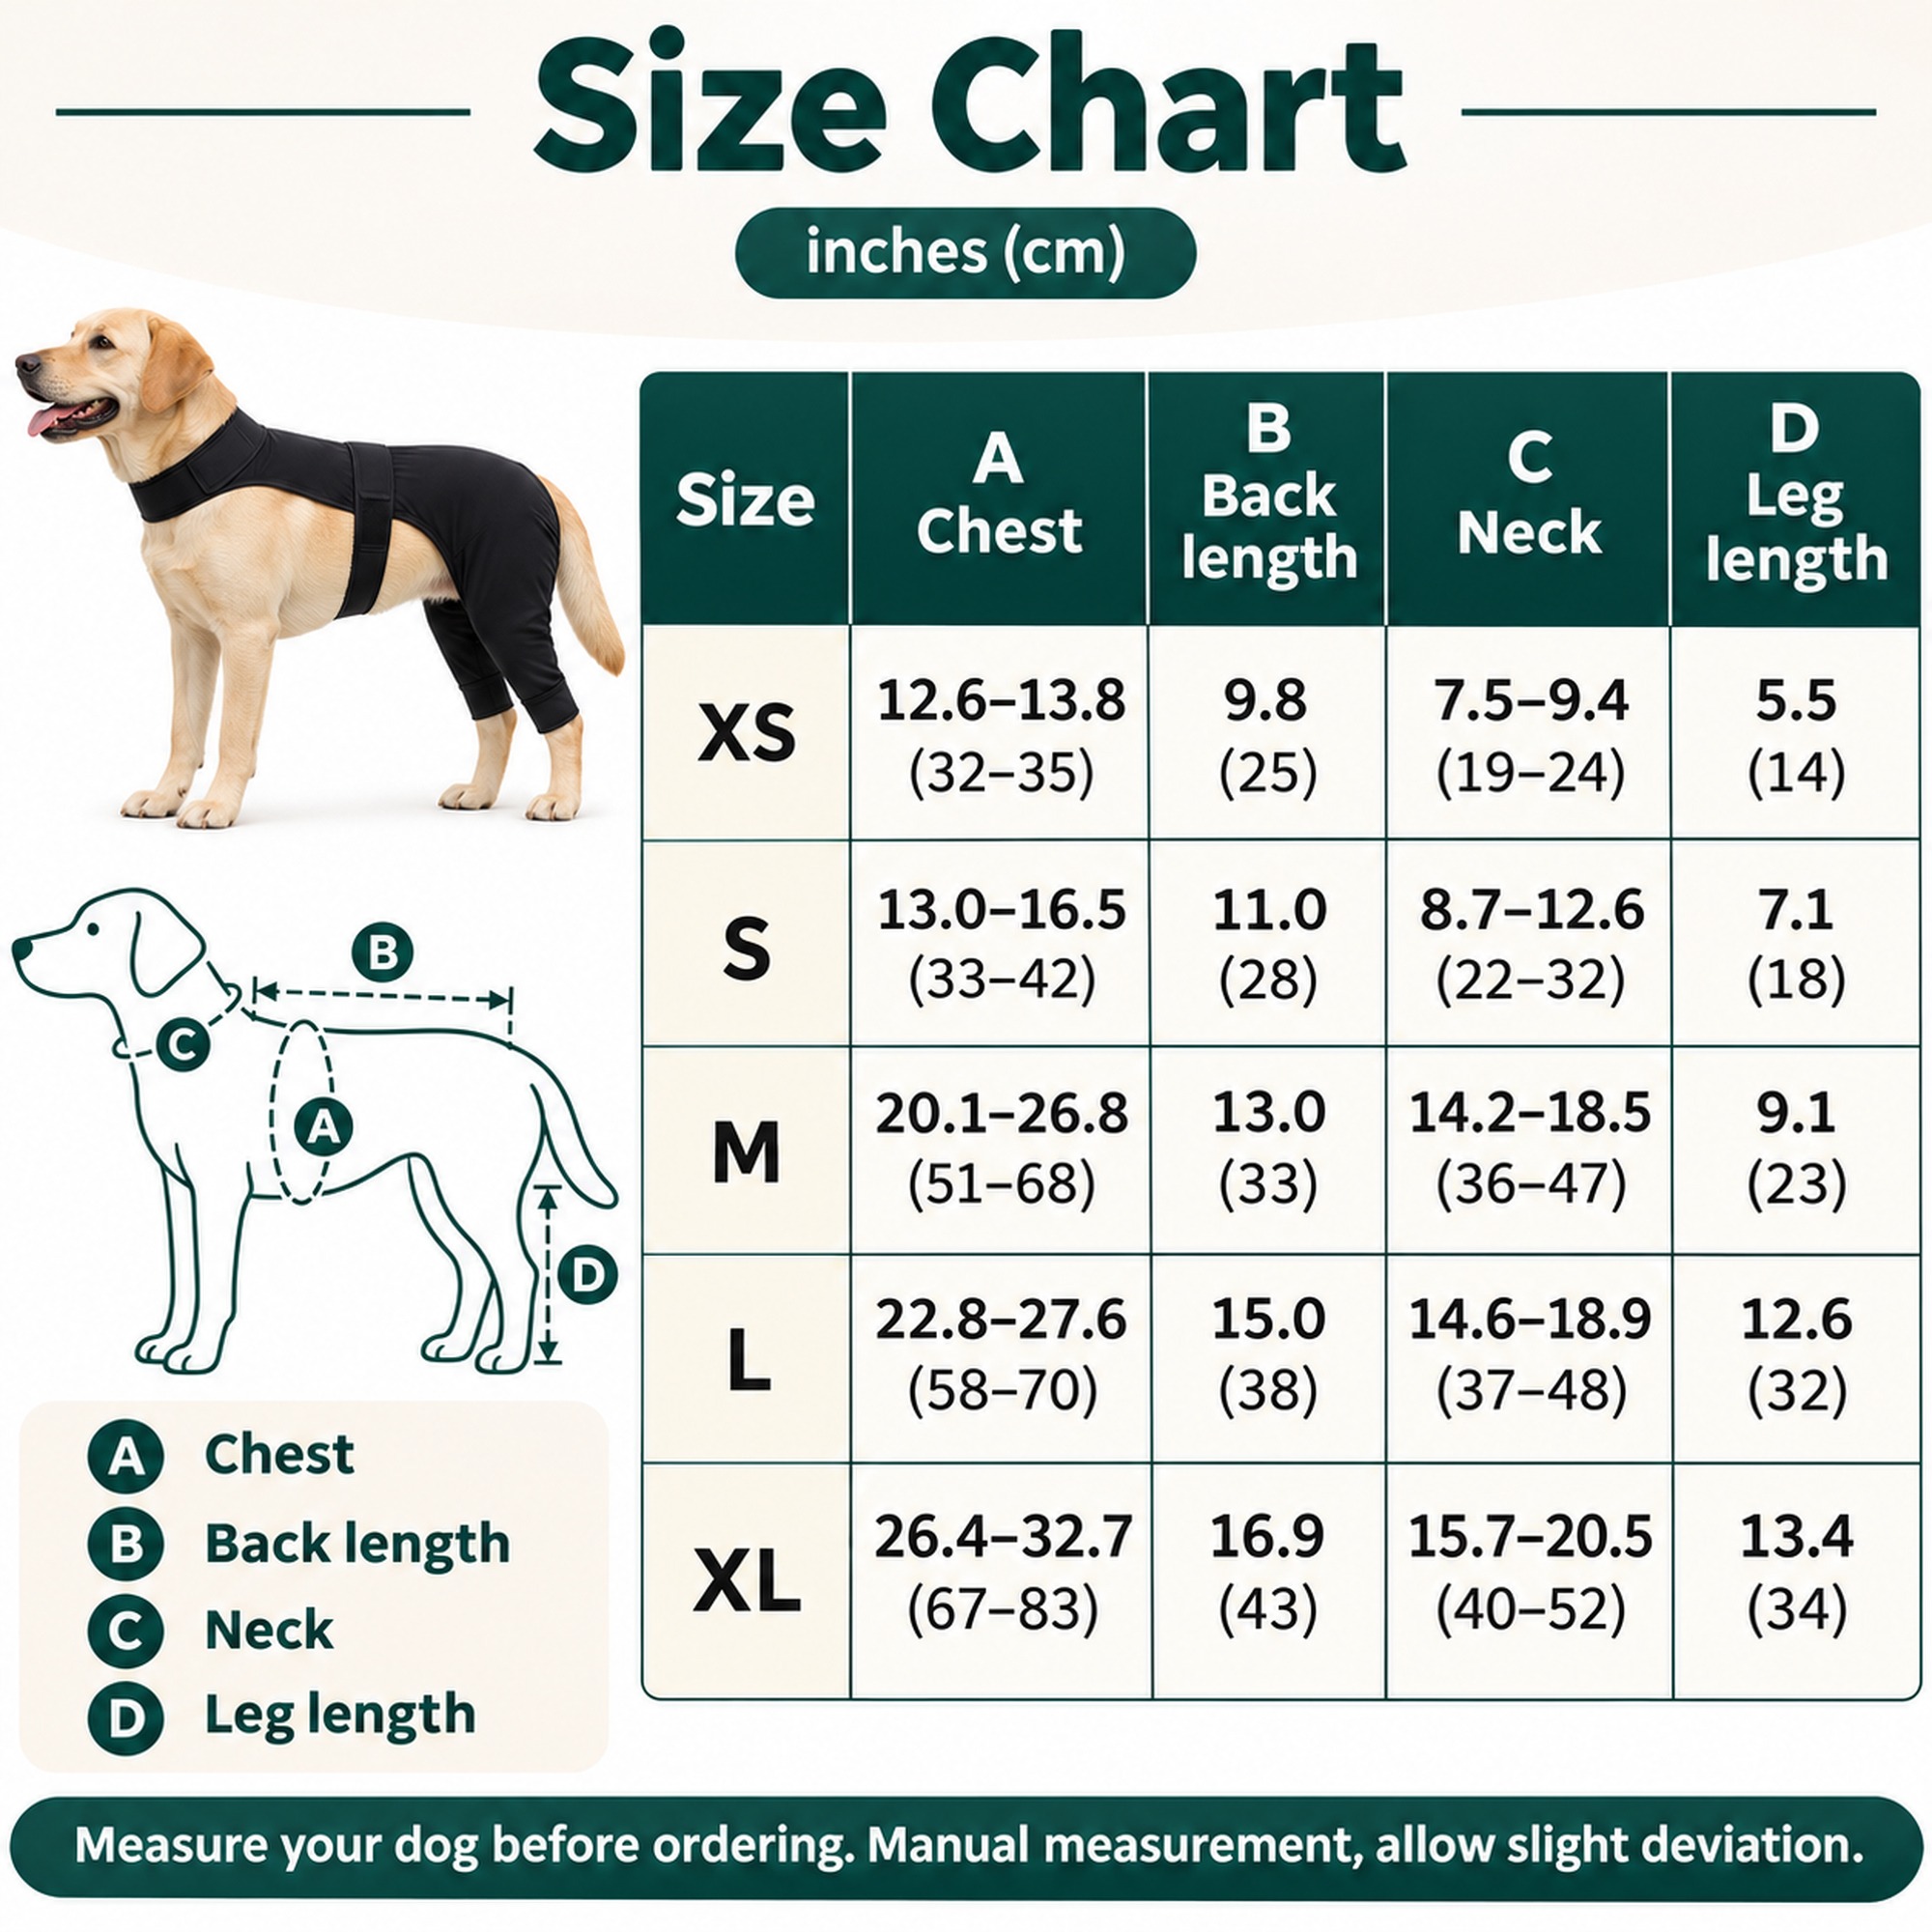 Size Chart
inches (cm)
Size
A
Chest
B
Back
length
C
Neck
D
Leg
length
XS
12.6–13.8
(32–35)
9.8
(25)
7.5–9.4
(19–24)
5.5
(14)
S
13.0–16.5
(33–42)
11.0
(28)
8.7–12.6
(22–32)
7.1
(18)
M
20.1–26.8
(51–68)
13.0
(33)
14.2–18.5
(36–47)
9.1
(23)
L
22.8–27.6
(58–70)
15.0
(38)
14.6–18.9
(37–48)
12.6
(32)
XL
26.4–32.7
(67–83)
16.9
(43)
15.7–20.5
(40–52)
13.4
(34)
B
C
A
D
A Chest
B Back length
C Neck
D Leg length
Measure your dog before ordering. Manual measurement, allow slight deviation.